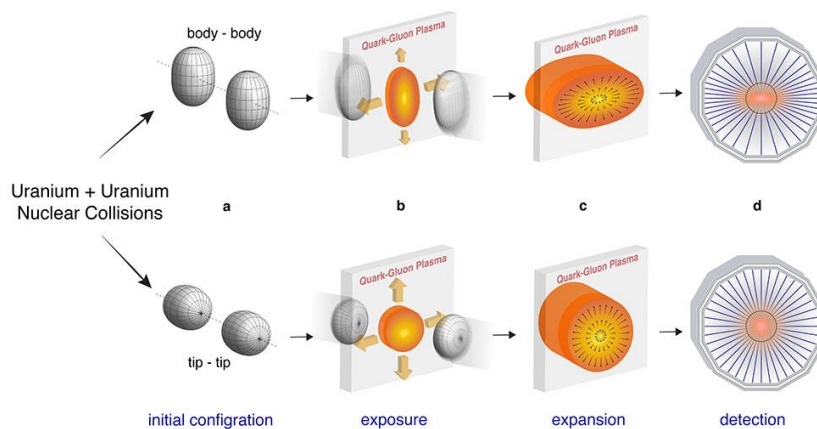 body - body
Quark-Gluon Plasma
Quark-Gluon Plasma
Uranium + Uranium
Nuclear Collisions
a
b
c
d
Quark-Gluon Plasma
Quark-Gluon Plasma
tip - tip
initial configration
exposure
expansion
detection